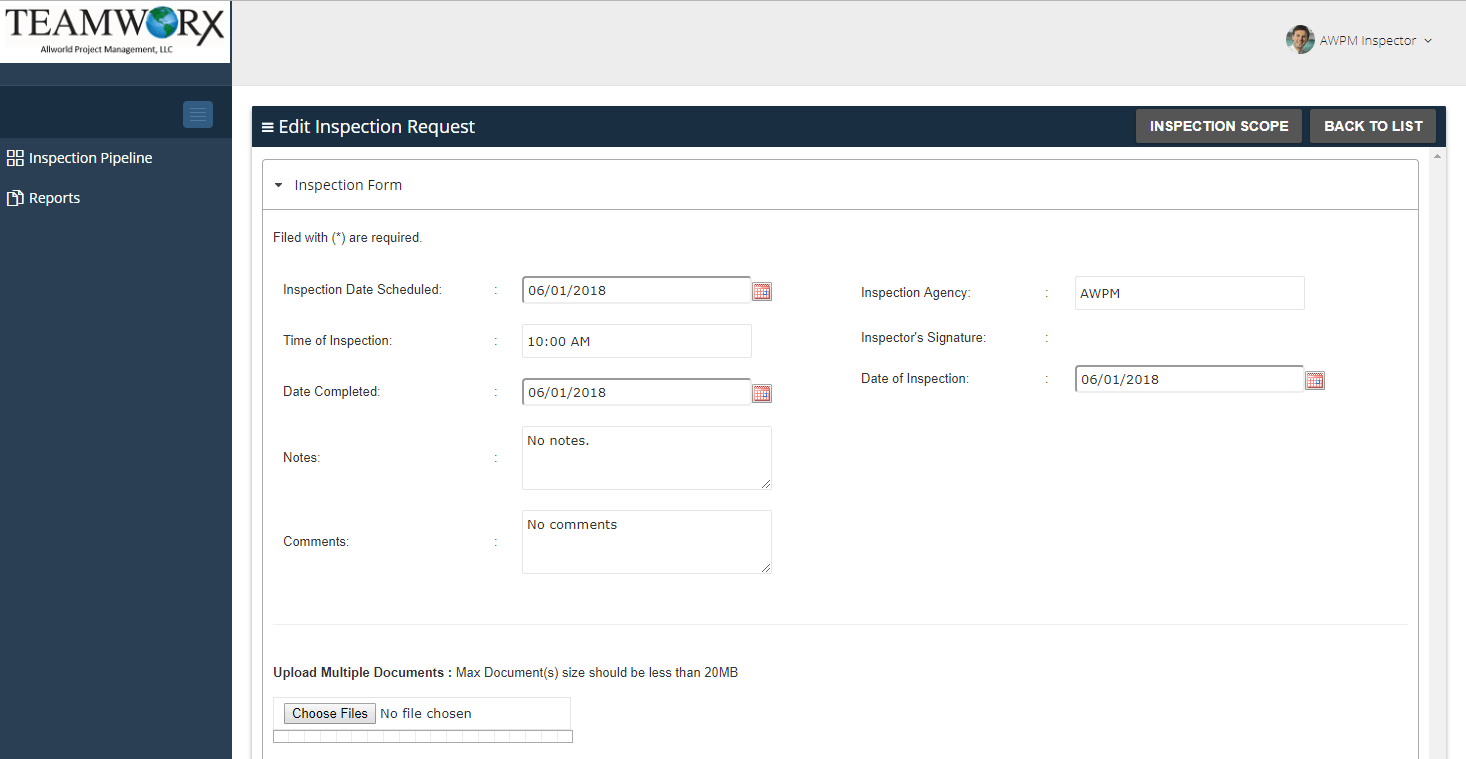 TEAMWORX
Allworld Project Management, LLC
AWPM Inspector
Inspection Pipeline
Reports
Edit Inspection Request
INSPECTION SCOPE
BACK TO LIST
Inspection Form
Filed with (*) are required.
Inspection Date Scheduled: : 06/01/2018
Inspection Agency: : AWPM
Time of Inspection: : 10:00 AM
Inspector's Signature: :
Date Completed: : 06/01/2018
Date of Inspection: : 06/01/2018
Notes: : No notes.
Comments: : No comments
Upload Multiple Documents : Max Document(s) size should be less than 20MB
Choose Files No file chosen